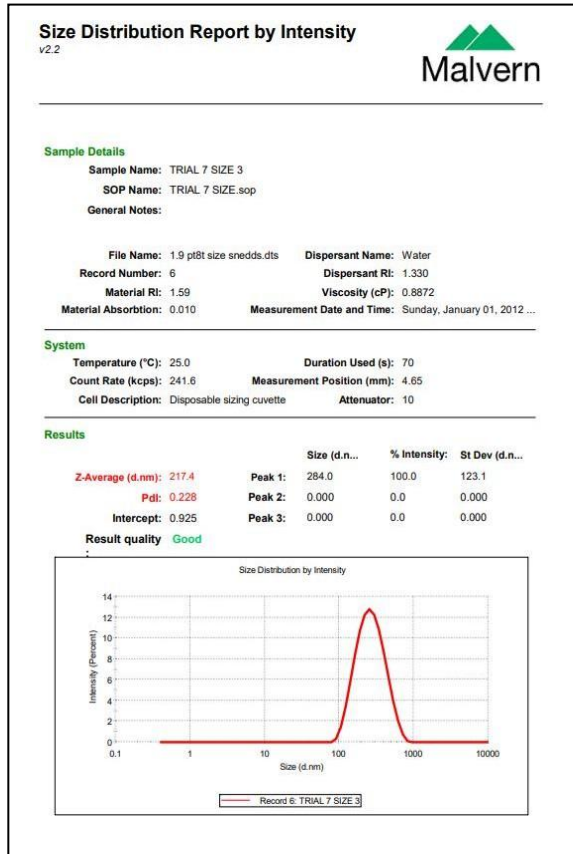 Size Distribution Report by Intensity
v2.2
Malvern
Sample Details
Sample Name: TRIAL 7 SIZE 3
SOP Name: TRIAL 7 SIZE.sop
General Notes:
File Name: 1.9 pt8t size snedds.dts Dispersant Name: Water
Record Number: 6 Dispersant RI: 1.330
Material RI: 1.59 Viscosity (cP): 0.8872
Material Absorbtion: 0.010 Measurement Date and Time: Sunday, January 01, 2012 ...
System
Temperature (°C): 25.0 Duration Used (s): 70
Count Rate (kcps): 241.6 Measurement Position (mm): 4.65
Cell Description: Disposable sizing cuvette Attenuator: 10
Results
Size (d.n... % Intensity: St Dev (d.n...
Z-Average (d.nm): 217.4 Peak 1: 284.0 100.0 123.1
PdI: 0.228 Peak 2: 0.000 0.0 0.000
Intercept: 0.925 Peak 3: 0.000 0.0 0.000
Result quality Good
:
Size Distribution by Intensity
Intensity (Percent)
14
12
10
8
6
4
2
0
0.1 1 10 100 1000 10000
Size (d.nm)
Record 6: TRIAL 7 SIZE 3